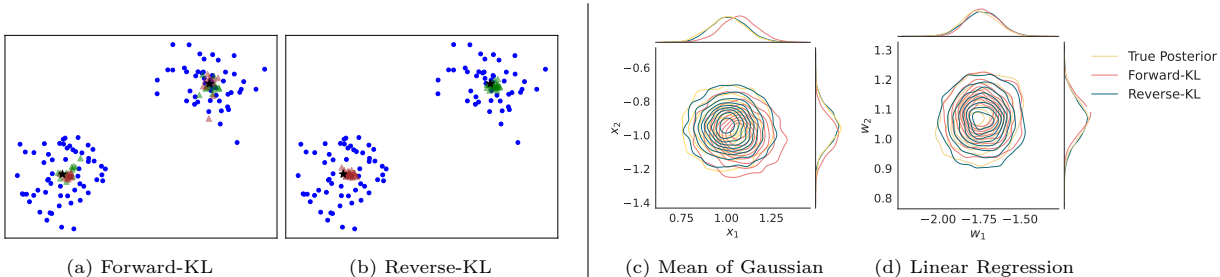 (a) Forward-KL
(b) Reverse-KL
−0.6
−0.8
−1.0
−1.2
−1.4
x₂
0.75
1.00
1.25
x₁
(c) Mean of Gaussian
1.3
1.2
1.1
1.0
0.9
0.8
w₂
−2.00
−1.75
−1.50
w₁
(d) Linear Regression
True Posterior
Forward-KL
Reverse-KL